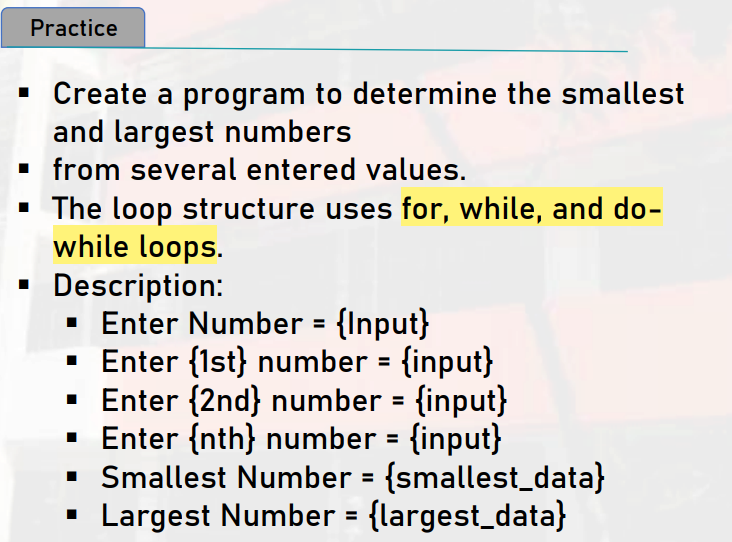 Practice
▪ Create a program to determine the smallest
and largest numbers
▪ from several entered values.
▪ The loop structure uses for, while, and do-
while loops.
▪ Description:
▪ Enter Number = {Input}
▪ Enter {1st} number = {input}
▪ Enter {2nd} number = {input}
▪ Enter {nth} number = {input}
▪ Smallest Number = {smallest_data}
▪ Largest Number = {largest_data}